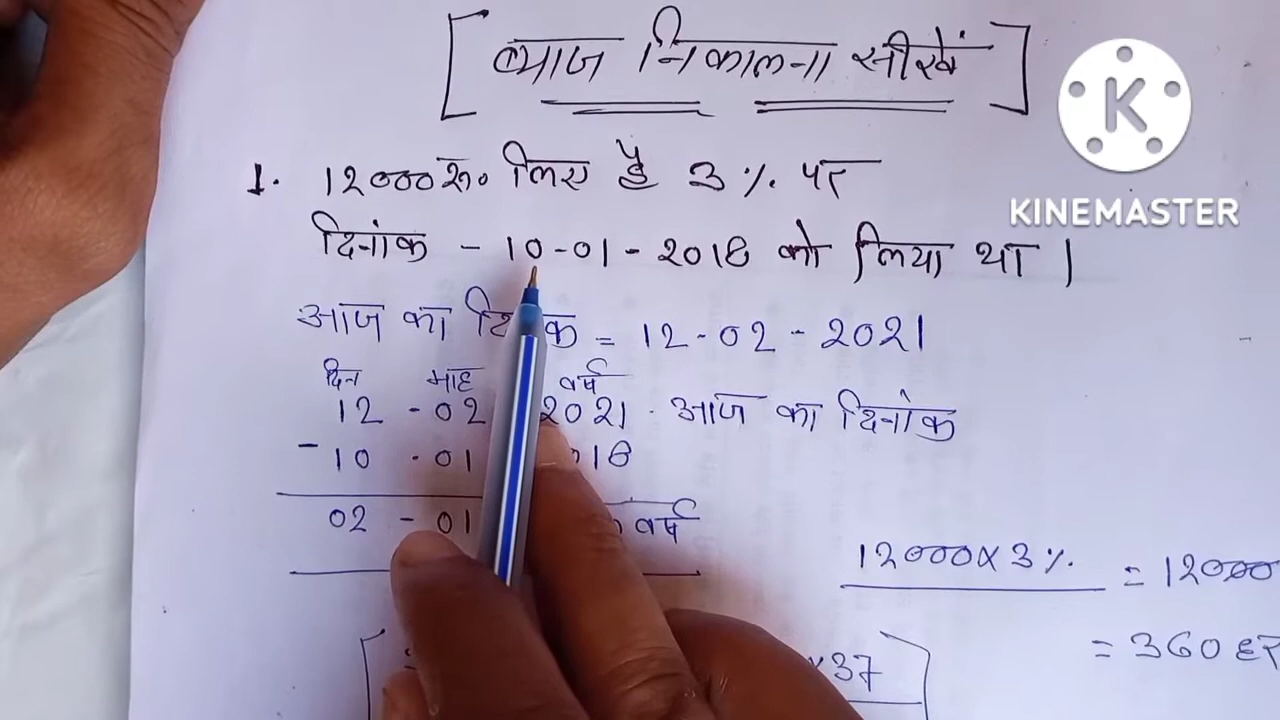 [ ब्याज निकालना सीखें ]
K
KINEMASTER
1. 12000रू० लिए है 3 % पर
दिनांक - 10-01-2018 को लिया था |
आज का = 12-02-2021
दिन माह वर्ष
12 -02 2021 . आज का दिनांक
- 10 .01 018
02 - 01 वर्ष
12000x3 % = 12000
= 360
x37